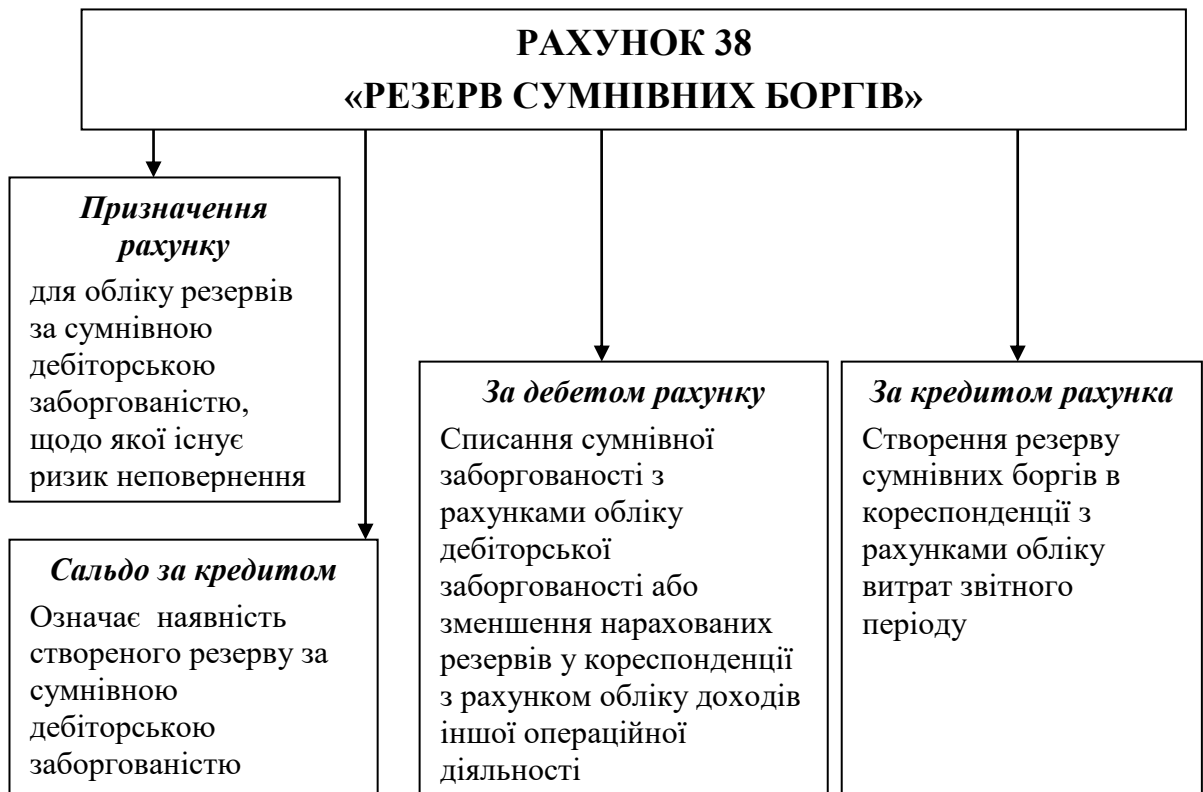 РАХУНОК 38
«РЕЗЕРВ СУМНІВНИХ БОРГІВ»
Призначення
рахунку
для обліку резервів
за сумнівною
дебіторською
заборгованістю,
щодо якої існує
ризик неповернення
Сальдо за кредитом
Означає наявність
створеного резерву за
сумнівною
дебіторською
заборгованістю
За дебетом рахунку
Списання сумнівної
заборгованості з
рахунками обліку
дебіторської
заборгованості або
зменшення нарахованих
резервів у кореспонденції
з рахунком обліку доходів
іншої операційної
діяльності
За кредитом рахунка
Створення резерву
сумнівних боргів в
кореспонденції з
рахунками обліку
витрат звітного
періоду